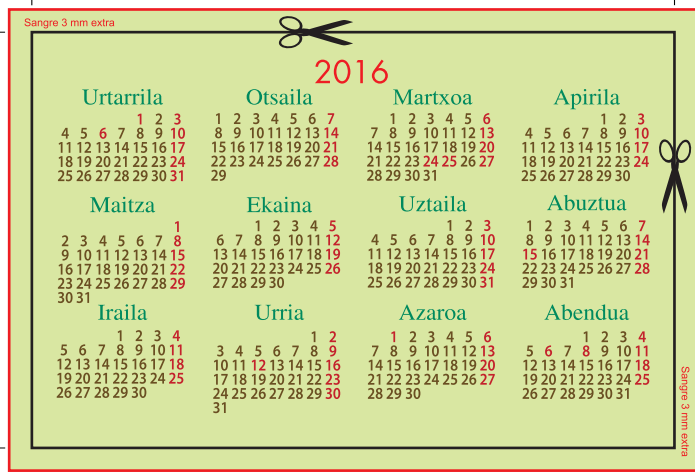 Sangre 3 mm extra
2016
Urtarrila
1 2 3
4 5 6 7 8 9 10
11 12 13 14 15 16 17
18 19 20 21 22 23 24
25 26 27 28 29 30 31
Otsaila
1 2 3 4 5 6 7
8 9 10 11 12 13 14
15 16 17 18 19 20 21
22 23 24 25 26 27 28
29
Martxoa
1 2 3 4 5 6
7 8 9 10 11 12 13
14 15 16 17 18 19 20
21 22 23 24 25 26 27
28 29 30 31
Apirila
1 2 3
4 5 6 7 8 9 10
11 12 13 14 15 16 17
18 19 20 21 22 23 24
25 26 27 28 29 30
Maitza
1
2 3 4 5 6 7 8
9 10 11 12 13 14 15
16 17 18 19 20 21 22
23 24 25 26 27 28 29
30 31
Ekaina
1 2 3 4 5
6 7 8 9 10 11 12
13 14 15 16 17 18 19
20 21 22 23 24 25 26
27 28 29 30
Uztaila
1 2 3
4 5 6 7 8 9 10
11 12 13 14 15 16 17
18 19 20 21 22 23 24
25 26 27 28 29 30 31
Abuztua
1 2 3 4 5 6 7
8 9 10 11 12 13 14
15 16 17 18 19 20 21
22 23 24 25 26 27 28
29 30 31
Iraila
1 2 3 4
5 6 7 8 9 10 11
12 13 14 15 16 17 18
19 20 21 22 23 24 25
26 27 28 29 30
Urria
1 2
3 4 5 6 7 8 9
10 11 12 13 14 15 16
17 18 19 20 21 22 23
24 25 26 27 28 29 30
31
Azaroa
1 2 3 4 5 6
7 8 9 10 11 12 13
14 15 16 17 18 19 20
21 22 23 24 25 26 27
28 29 30
Abendua
1 2 3 4
5 6 7 8 9 10 11
12 13 14 15 16 17 18
19 20 21 22 23 24 25
26 27 28 29 30 31
Sangre 3 mm extra